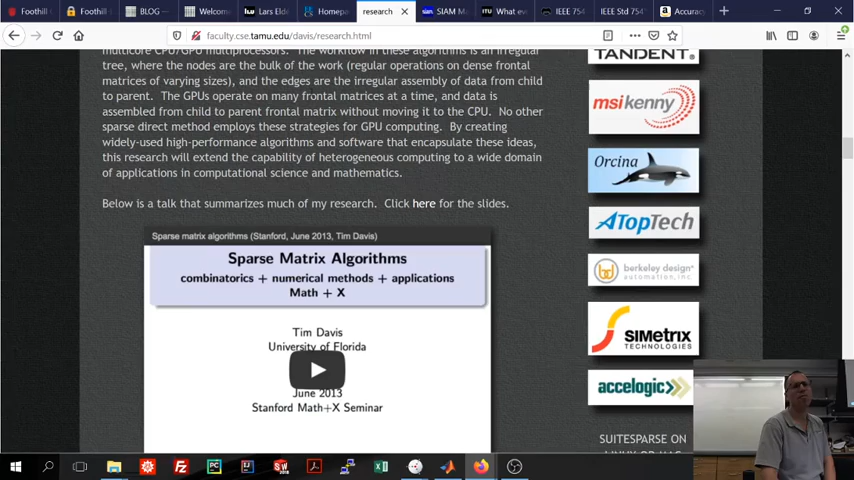 Foothill
Foothill
BLOG —
Welcom
Lars Eld
Homepa
research
SIAM M
What ev
IEEE 754
IEEE Std 754
Accurac
faculty.cse.tamu.edu/davis/research.html
multicore CPU/GPU multiprocessors. The workflow in these algorithms is an irregular
tree, where the nodes are the bulk of the work (regular operations on dense frontal
matrices of varying sizes), and the edges are the irregular assembly of data from child
to parent. The GPUs operate on many frontal matrices at a time, and data is
assembled from child to parent frontal matrix without moving it to the CPU. No other
sparse direct method employs these strategies for GPU computing. By creating
widely-used high-performance algorithms and software that encapsulate these ideas,
this research will extend the capability of heterogeneous computing to a wide domain
of applications in computational science and mathematics.
Below is a talk that summarizes much of my research. Click here for the slides.
Sparse matrix algorithms (Stanford, June 2013, Tim Davis)
Sparse Matrix Algorithms
combinatorics + numerical methods + applications
Math + X
Tim Davis
University of Florida
June 2013
Stanford Math+X Seminar
TANDENT.
msikenny
Orcina
ATopTech
bd
berkeley design
automation, inc
SIMetrix
TECHNOLOGIES
accelogic
SUITESPARSE ON